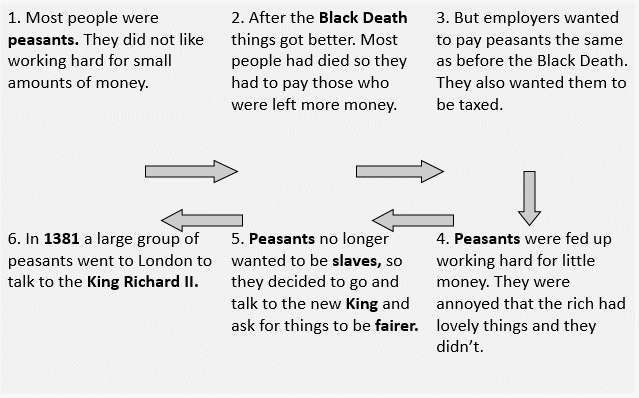 1. Most people were
peasants. They did not like
working hard for small
amounts of money.
2. After the Black Death
things got better. Most
people had died so they
had to pay those who
were left more money.
3. But employers wanted
to pay peasants the same
as before the Black Death.
They also wanted them to
be taxed.
4. Peasants were fed up
working hard for little
money. They were
annoyed that the rich had
lovely things and they
didn’t.
5. Peasants no longer
wanted to be slaves, so
they decided to go and
talk to the new King and
ask for things to be fairer.
6. In 1381 a large group of
peasants went to London to
talk to the King Richard II.